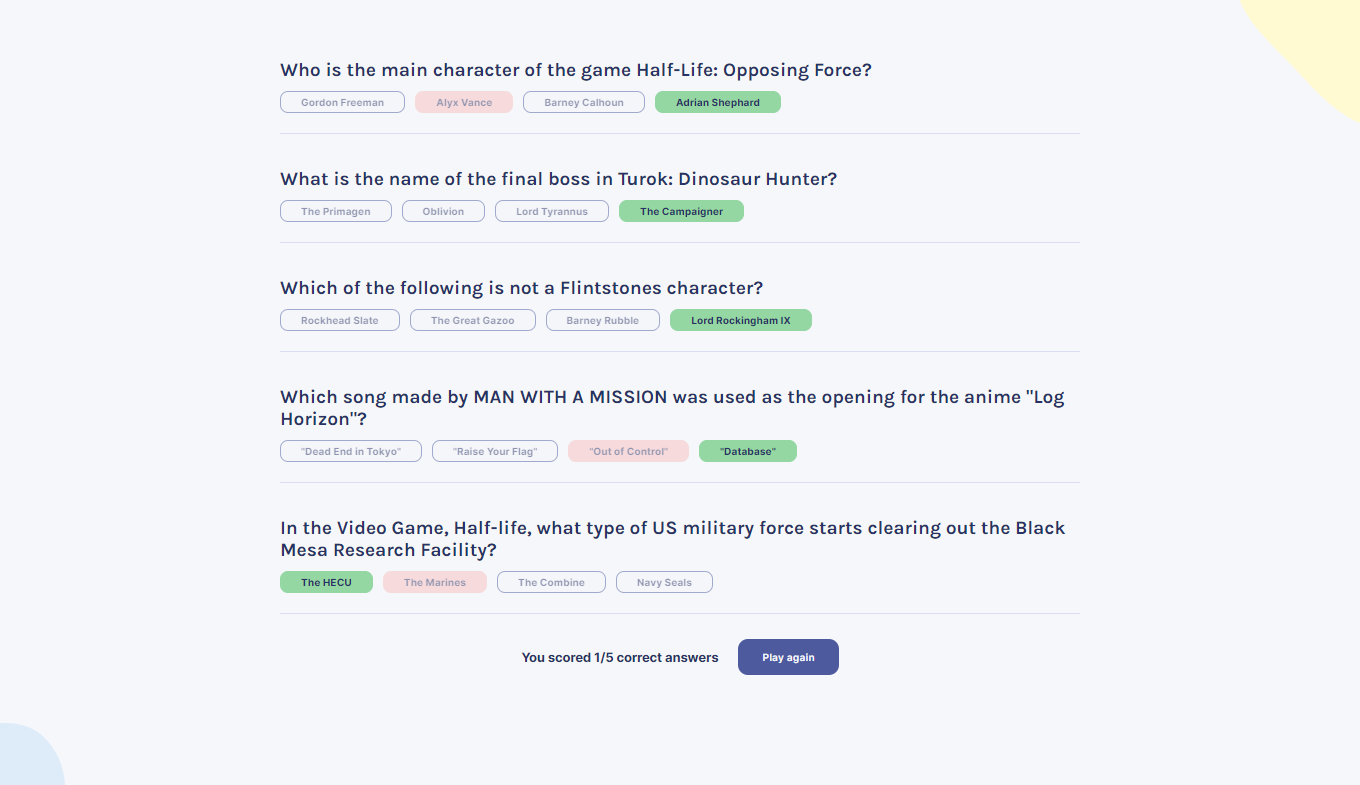 Who is the main character of the game Half-Life: Opposing Force?
Gordon Freeman Alyx Vance Barney Calhoun Adrian Shephard
What is the name of the final boss in Turok: Dinosaur Hunter?
The Primagen Oblivion Lord Tyrannus The Campaigner
Which of the following is not a Flintstones character?
Rockhead Slate The Great Gazoo Barney Rubble Lord Rockingham IX
Which song made by MAN WITH A MISSION was used as the opening for the anime "Log
Horizon"?
"Dead End in Tokyo" "Raise Your Flag" "Out of Control" "Database"
In the Video Game, Half-life, what type of US military force starts clearing out the Black
Mesa Research Facility?
The HECU The Marines The Combine Navy Seals
You scored 1/5 correct answers Play again